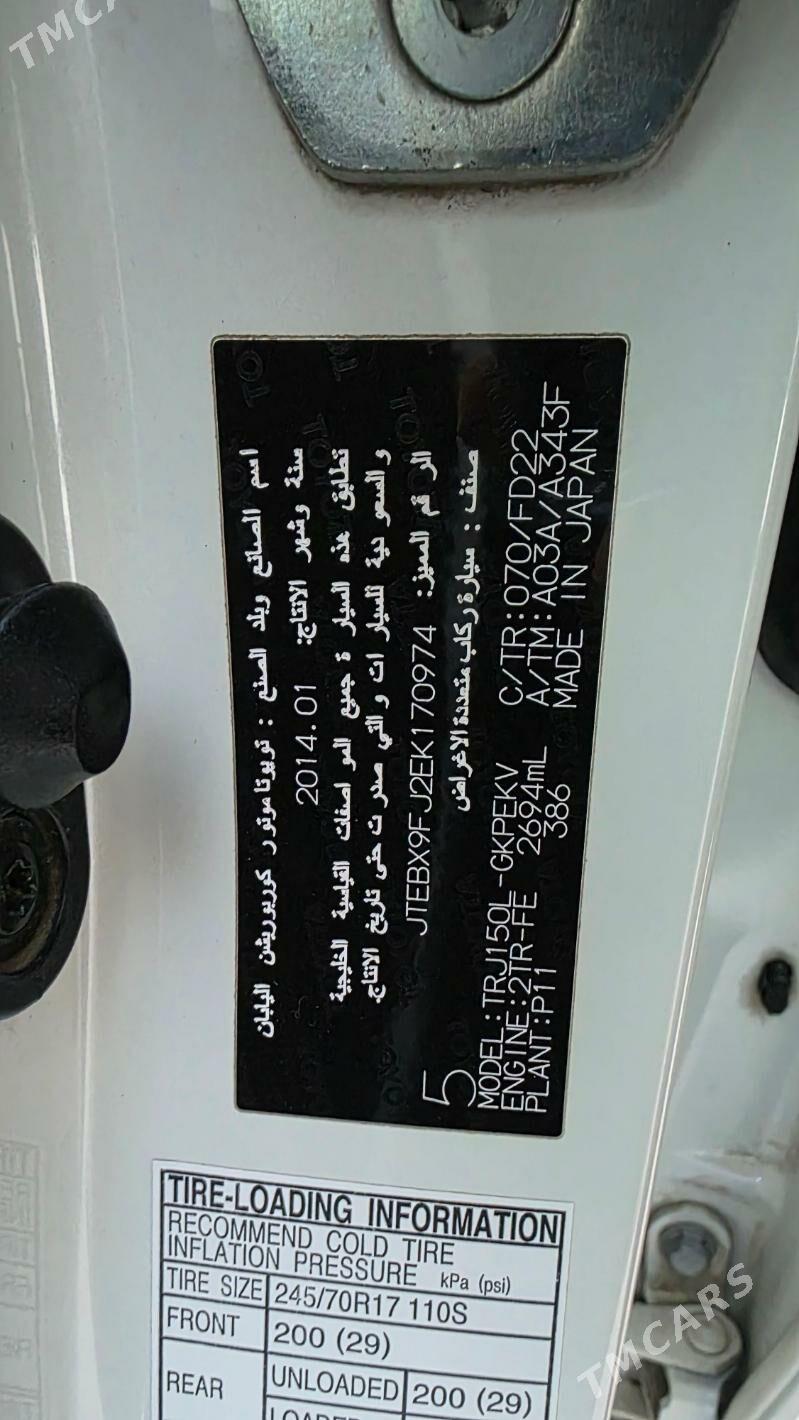 TMCARS
اسم الصانع وبلد الصنع : تويوتا موتور كوربوريشن اليابان
سنة وشهر الانتاج: 2014.01
تطابق هذه السيارة جميع المواصفات القياسية الخليجية
والسعودية للسيارات والتي صدرت حتى تاريخ الانتاج.
الرقم المميز: JTEBX9FJ2EK170974
صنف : سيارة ركاب متعددة الاغراض
5
MODEL:TRJ150L-GKPEKV C/TR:070/FD22
ENGINE:2TR-FE 2694mL A/TM:A03A/A343F
PLANT:P11 386 MADE IN JAPAN
TIRE-LOADING INFORMATION
RECOMMEND COLD TIRE
INFLATION PRESSURE kPa (psi)
TIRE SIZE 245/70R17 110S
FRONT 200 (29)
REAR UNLOADED 200 (29)
TMCARS